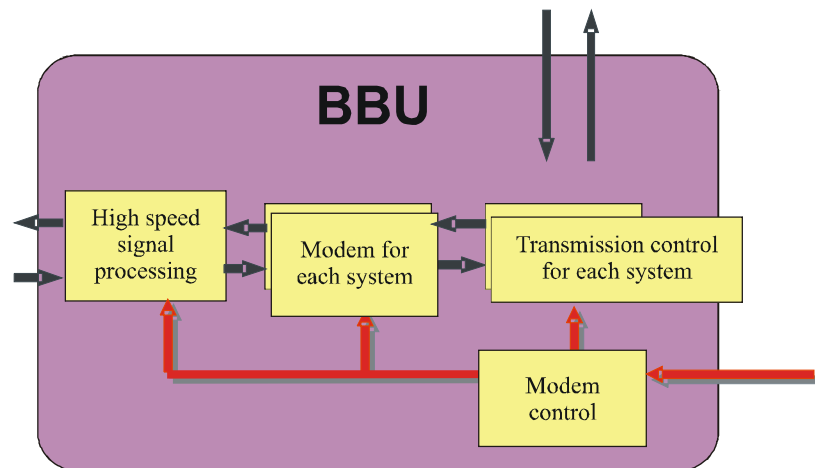 BBU
High speed
signal
processing
Modem for
each system
Transmission control
for each system
Modem
control